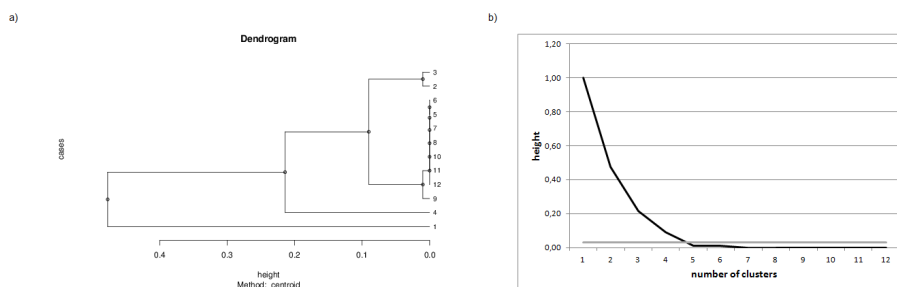 a)
b)
Dendrogram
cases
3
2
6
5
7
8
10
11
12
9
4
1
0.4 0.3 0.2 0.1 0.0
height
Method: centroid
height
1,20
1,00
0,80
0,60
0,40
0,20
0,00
1 2 3 4 5 6 7 8 9 10 11 12
number of clusters